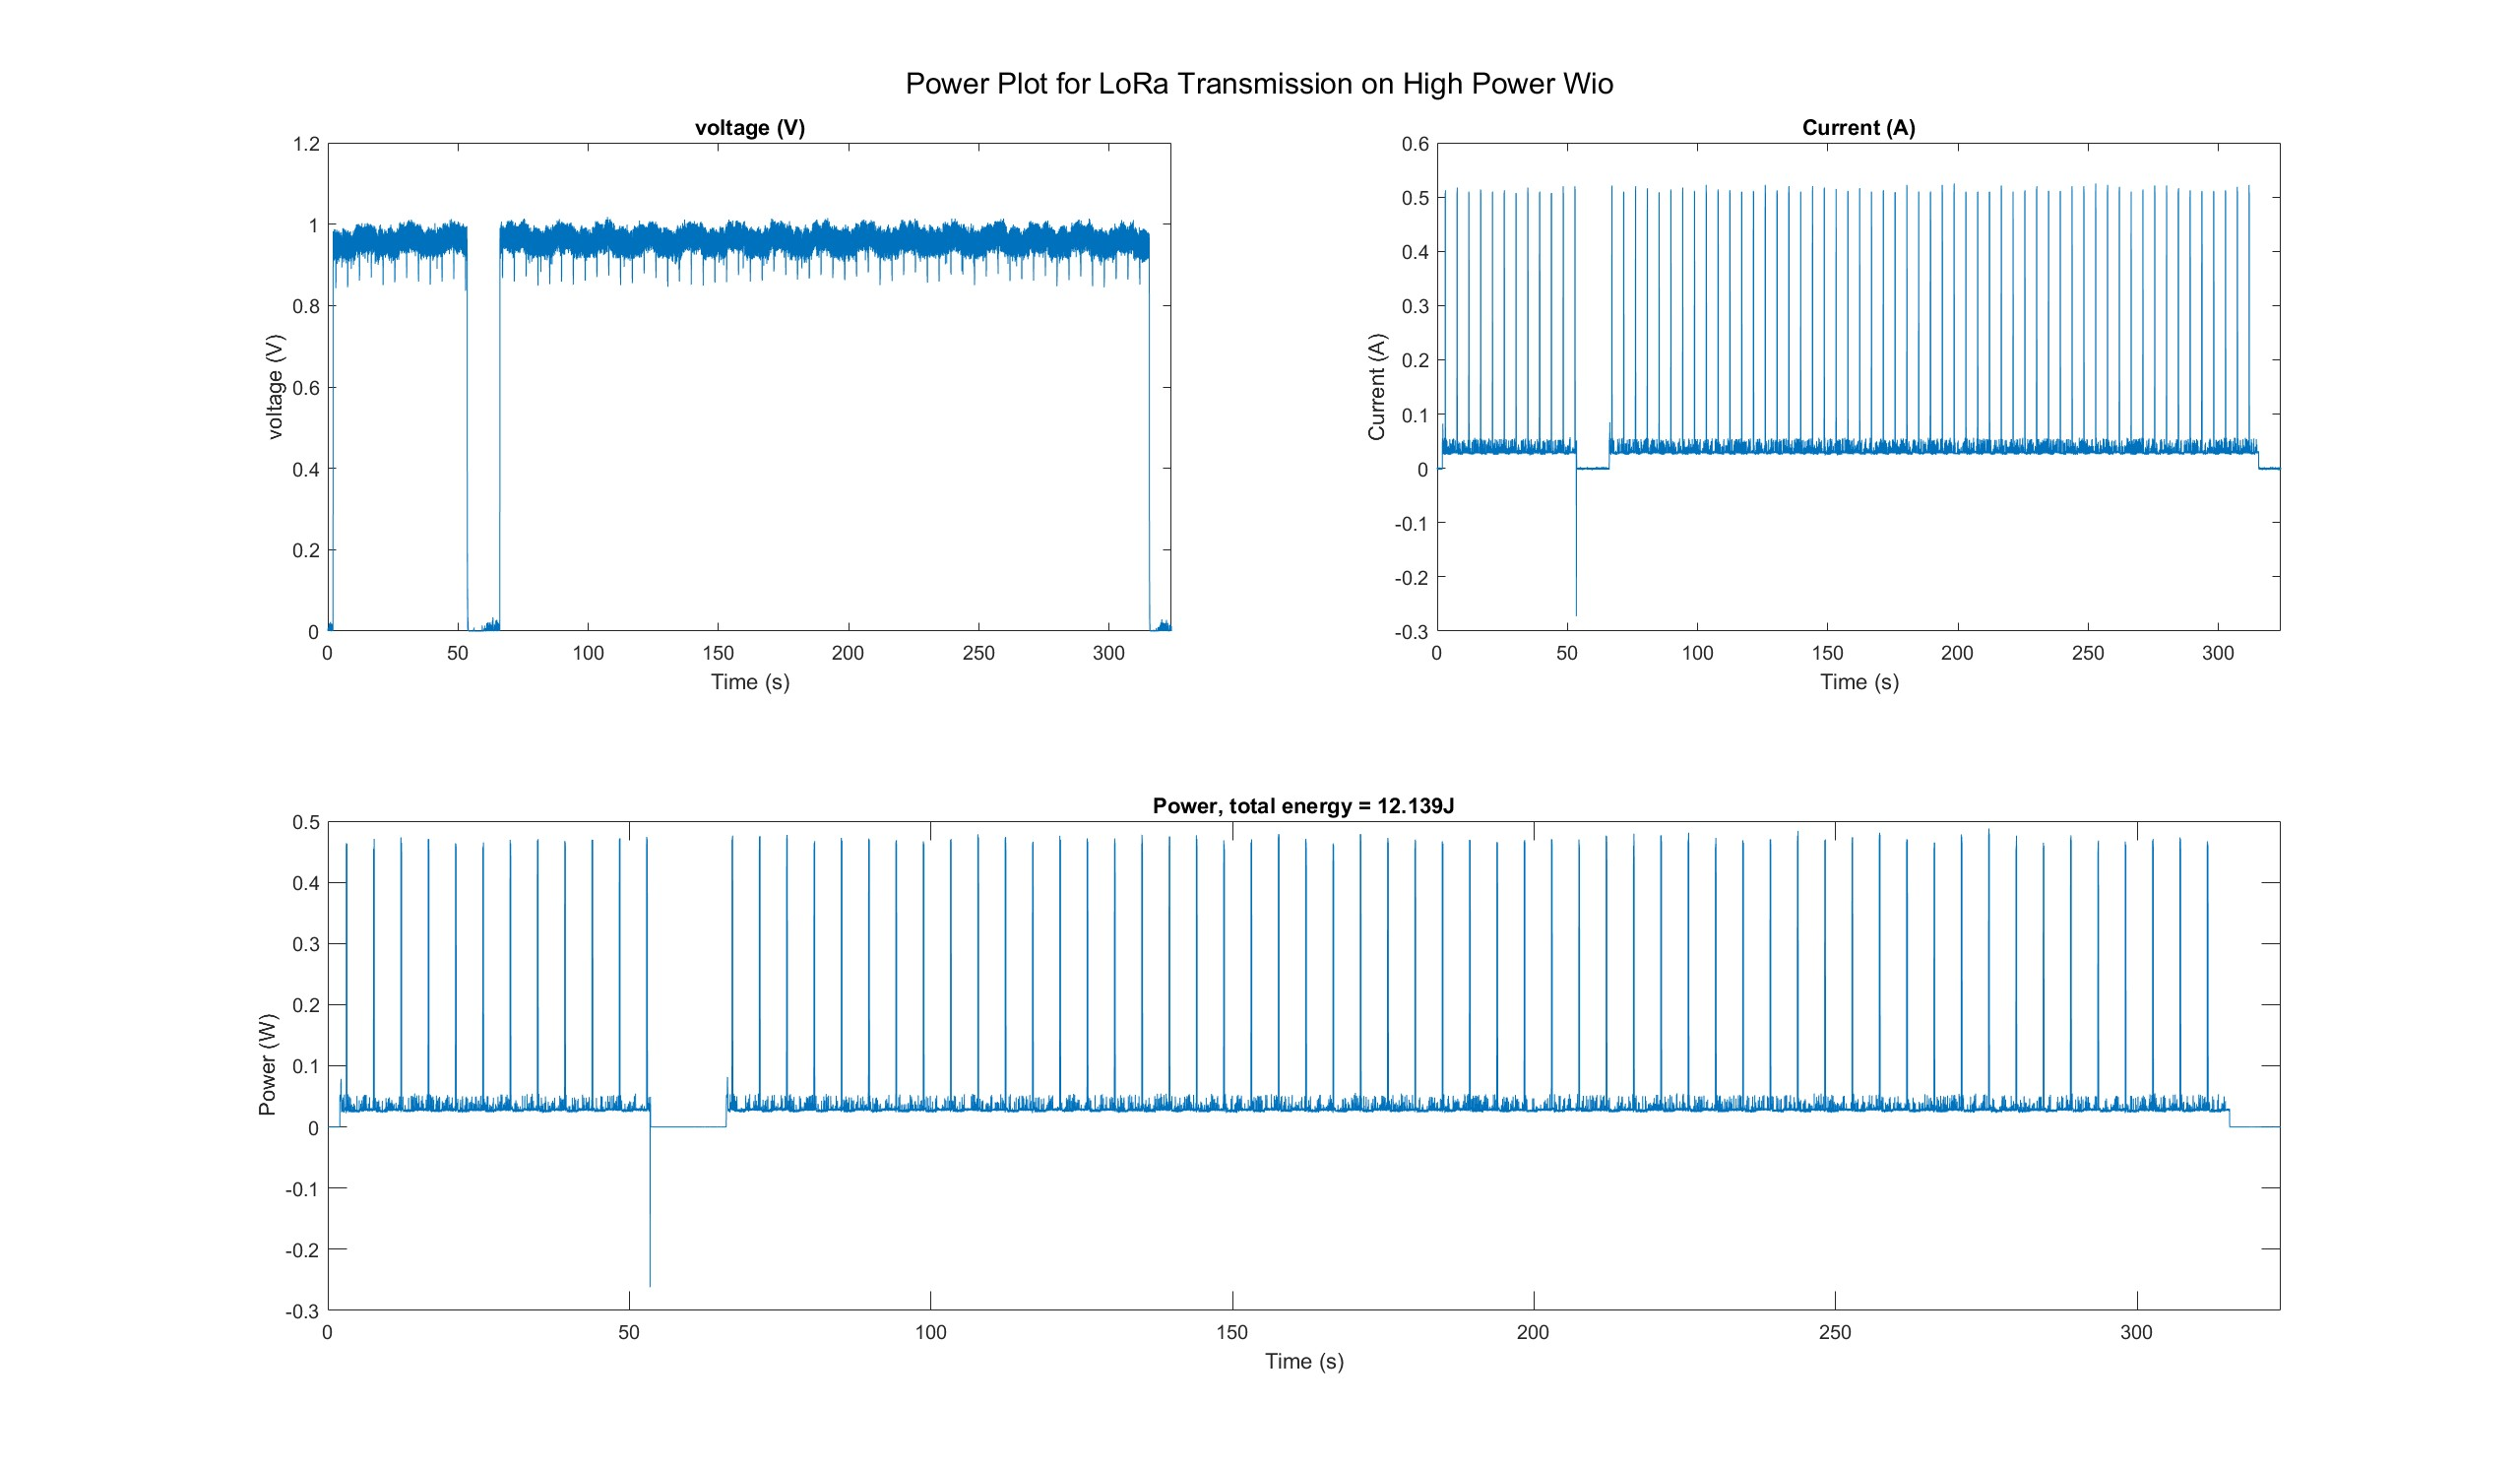 Power Plot for LoRa Transmission on High Power Wio
voltage (V)
1.2
1
0.8
0.6
0.4
0.2
0
voltage (V)
0 50 100 150 200 250 300
Time (s)
Current (A)
0.6
0.5
0.4
0.3
0.2
0.1
0
-0.1
-0.2
-0.3
Current (A)
0 50 100 150 200 250 300
Time (s)
Power, total energy = 12.139J
0.5
0.4
0.3
0.2
0.1
0
-0.1
-0.2
-0.3
Power (W)
0 50 100 150 200 250 300
Time (s)